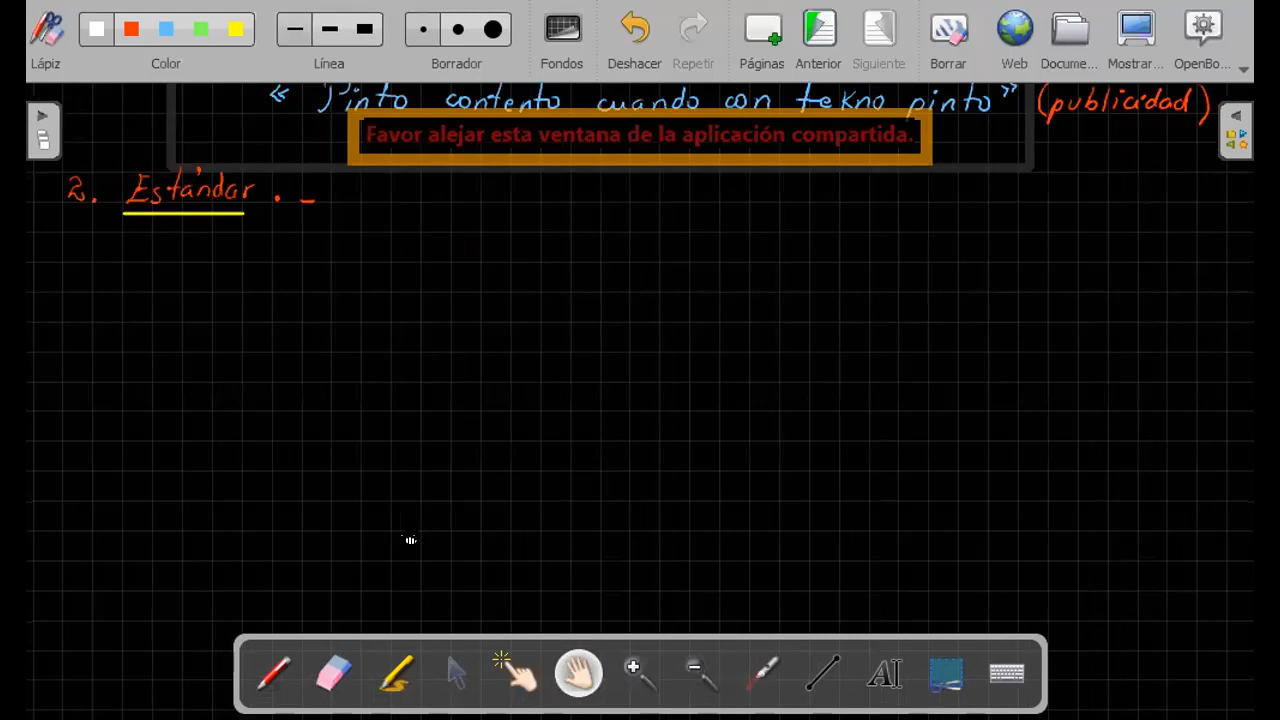 Lápiz Color Línea Borrador Fondos Deshacer Repetir Páginas Anterior Siguiente Borrar Web Docume... Mostrar... OpenBo...
« Pinto contento cuando con tekno pinto" (publicidad)
Favor alejar esta ventana de la aplicación compartida.
2. Estándar . -